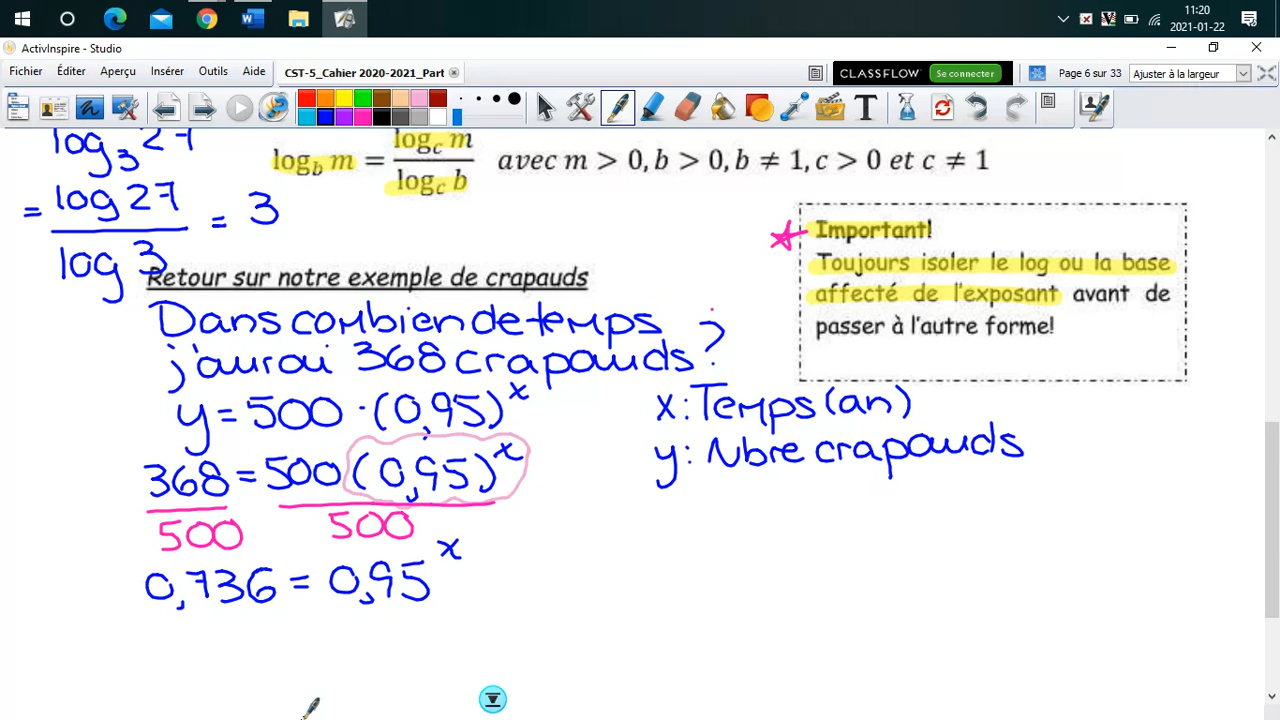 11:20
2021-01-22
ActivInspire - Studio
Fichier Éditer Aperçu Insérer Outils Aide CST-5_Cahier 2020-2021_Part CLASSFLOW Se connecter Page 6 sur 33 Ajuster à la largeur
log₃ 27
log_b m = log_c m / log_c b avec m > 0, b > 0, b ≠ 1, c > 0 et c ≠ 1
= log 27 / log 3 = 3
Important!
Toujours isoler le log ou la base
affecté de l'exposant avant de
passer à l'autre forme!
Retour sur notre exemple de crapauds
Dans combien de temps
j'aurai 368 crapauds ?
y = 500 · (0,95)^x
x : Temps (an)
y : Nbre crapauds
368 = 500 (0,95)^x
500 500
0,736 = 0,95^x